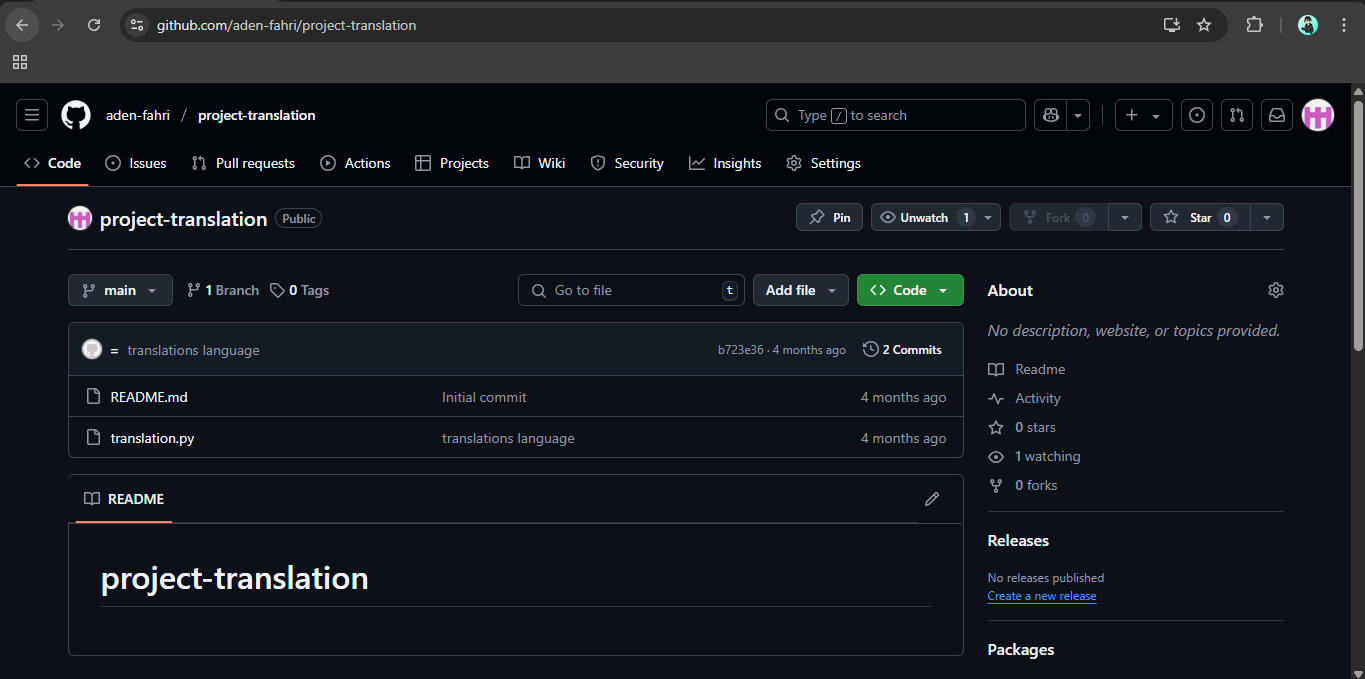 github.com/aden-fahri/project-translation
aden-fahri / project-translation
Type / to search
Code Issues Pull requests Actions Projects Wiki Security Insights Settings
project-translation Public
Pin Unwatch 1 Fork 0 Star 0
main 1 Branch 0 Tags Go to file t Add file Code
= translations language b723e36 · 4 months ago 2 Commits
README.md Initial commit 4 months ago
translation.py translations language 4 months ago
README
project-translation
About
No description, website, or topics provided.
Readme
Activity
0 stars
1 watching
0 forks
Releases
No releases published
Create a new release
Packages